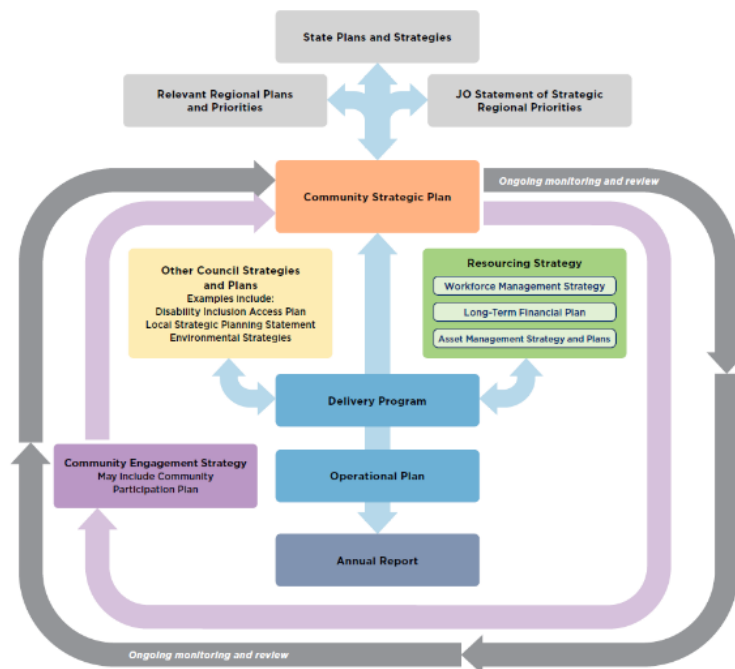 State Plans and Strategies
Relevant Regional Plans
and Priorities
JO Statement of Strategic
Regional Priorities
Community Strategic Plan
Ongoing monitoring and review
Other Council Strategies
and Plans
Examples include:
Disability Inclusion Access Plan
Local Strategic Planning Statement
Environmental Strategies
Resourcing Strategy
Workforce Management Strategy
Long-Term Financial Plan
Asset Management Strategy and Plans
Delivery Program
Community Engagement Strategy
May Include Community
Participation Plan
Operational Plan
Annual Report
Ongoing monitoring and review